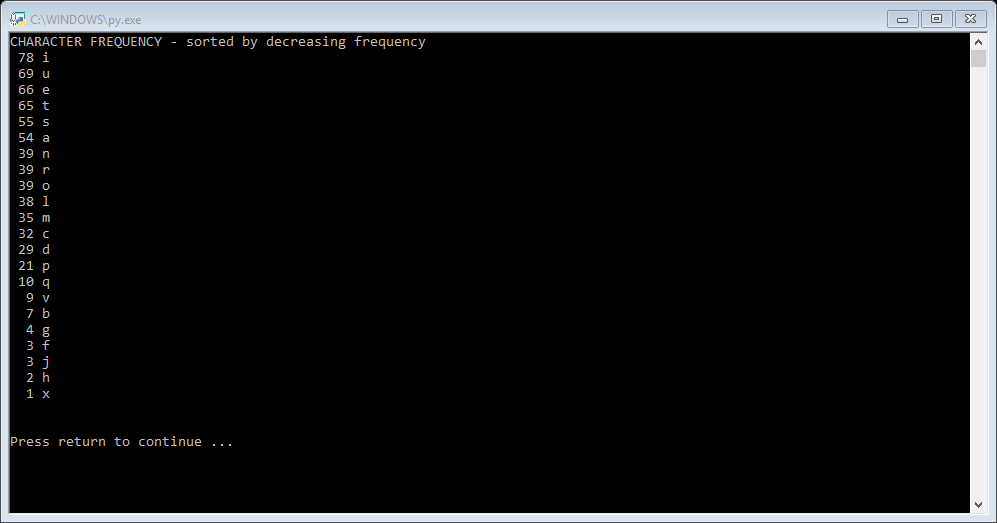 C:\WINDOWS\py.exe
CHARACTER FREQUENCY - sorted by decreasing frequency
78 i
69 u
66 e
65 t
55 s
54 a
39 n
39 r
39 o
38 l
35 m
32 c
29 d
21 p
10 q
9 v
7 b
4 g
3 f
3 j
2 h
1 x
Press return to continue ...